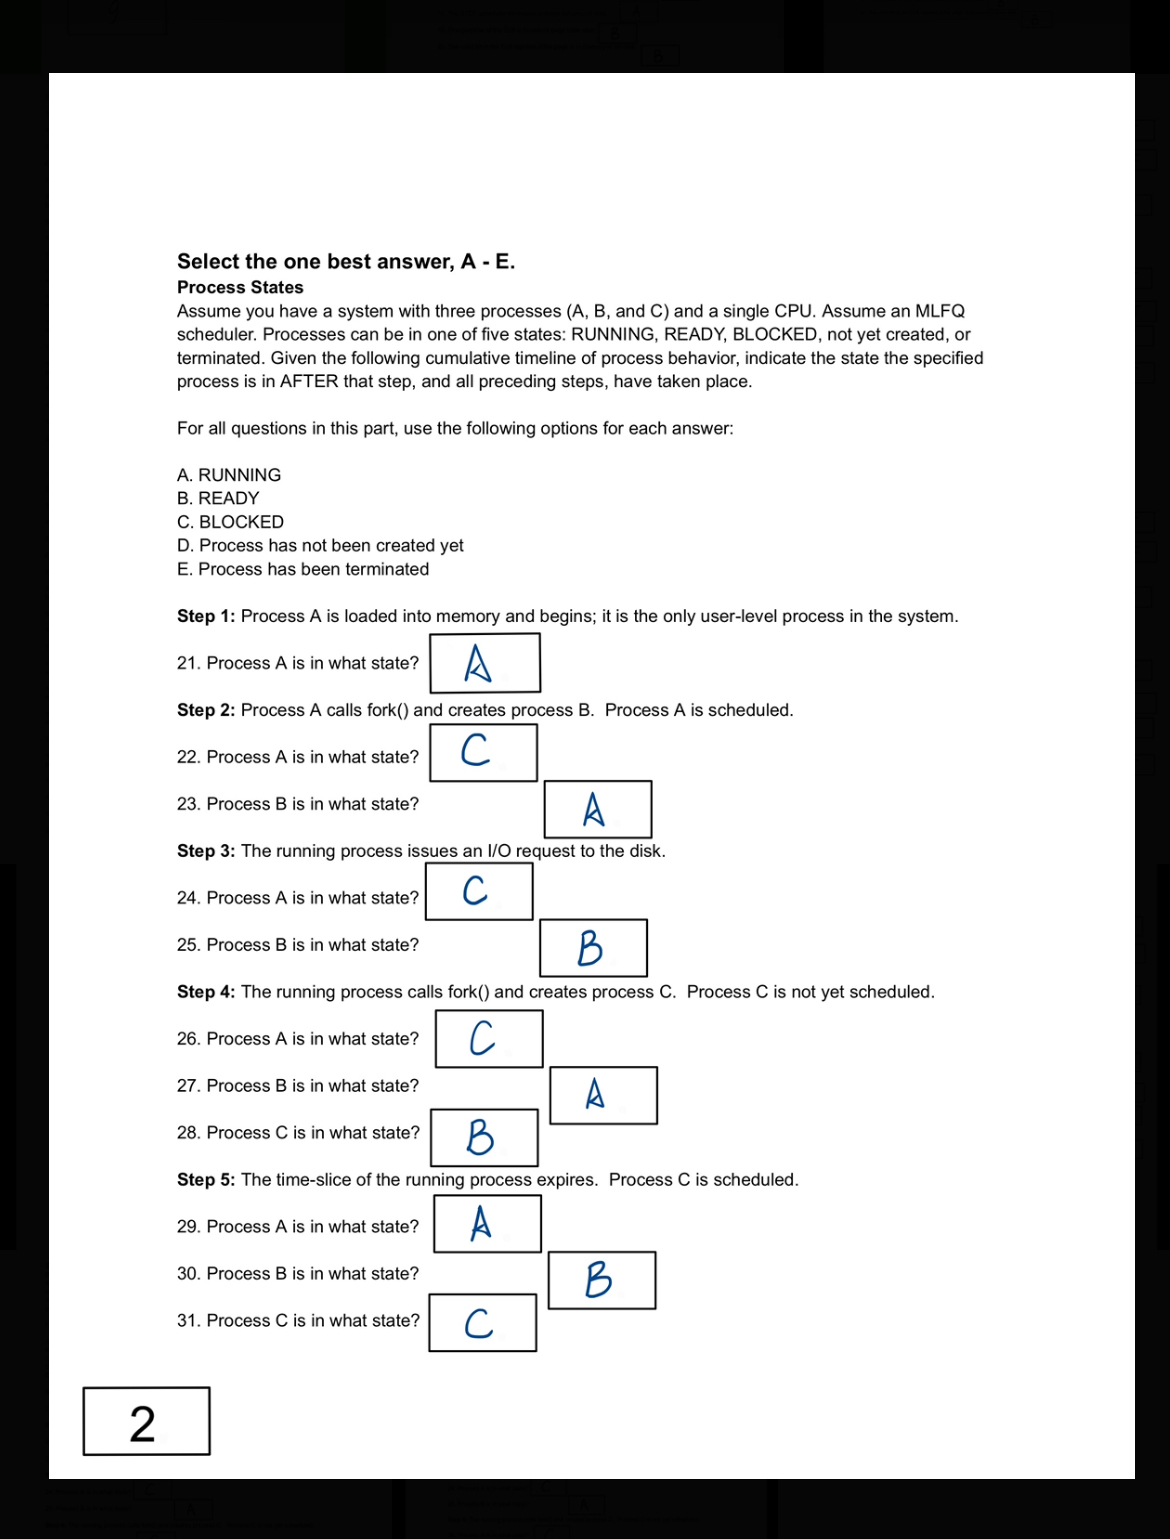 Select the one best answer, A - E.
Process States
Assume you have a system with three processes (A, B, and C) and a single CPU. Assume an MLFQ
scheduler. Processes can be in one of five states: RUNNING, READY, BLOCKED, not yet created, or
terminated. Given the following cumulative timeline of process behavior, indicate the state the specified
process is in AFTER that step, and all preceding steps, have taken place.
For all questions in this part, use the following options for each answer:
A. RUNNING
B. READY
C. BLOCKED
D. Process has not been created yet
E. Process has been terminated
Step 1: Process A is loaded into memory and begins; it is the only user-level process in the system.
21. Process A is in what state? A
Step 2: Process A calls fork() and creates process B.  Process A is scheduled.
22. Process A is in what state? C
23. Process B is in what state? A
Step 3: The running process issues an I/O request to the disk.
24. Process A is in what state? C
25. Process B is in what state? B
Step 4: The running process calls fork() and creates process C.  Process C is not yet scheduled.
26. Process A is in what state? C
27. Process B is in what state? A
28. Process C is in what state? B
Step 5: The time-slice of the running process expires.  Process C is scheduled.
29. Process A is in what state? A
30. Process B is in what state? B
31. Process C is in what state? C
2